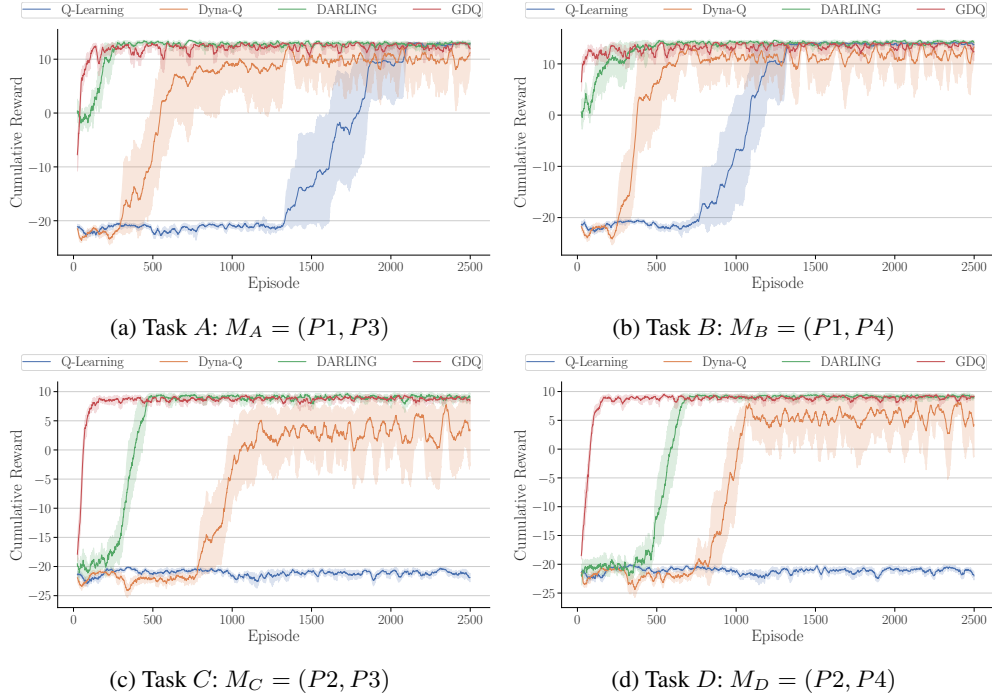 Q-Learning Dyna-Q DARLING GDQ
Q-Learning Dyna-Q DARLING GDQ
Cumulative Reward
10
0
−10
−20
0 500 1000 1500 2000 2500
Episode
Cumulative Reward
10
0
−10
−20
0 500 1000 1500 2000 2500
Episode
(a) Task A: M_A = (P1, P3)
(b) Task B: M_B = (P1, P4)
Q-Learning Dyna-Q DARLING GDQ
Q-Learning Dyna-Q DARLING GDQ
Cumulative Reward
10
5
0
−5
−10
−15
−20
−25
0 500 1000 1500 2000 2500
Episode
Cumulative Reward
10
5
0
−5
−10
−15
−20
−25
0 500 1000 1500 2000 2500
Episode
(c) Task C: M_C = (P2, P3)
(d) Task D: M_D = (P2, P4)